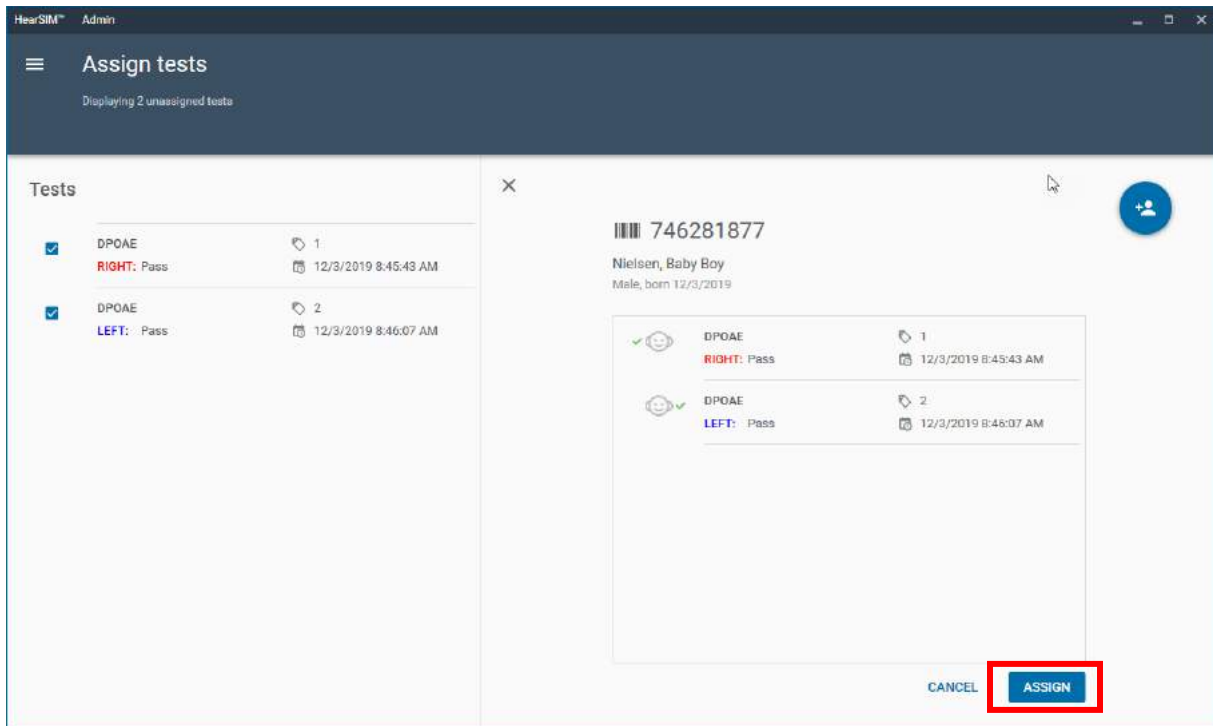 HearSIM™ Admin
Assign tests
Displaying 2 unassigned tests
Tests
DPOAE 1
RIGHT: Pass 12/3/2019 8:45:43 AM
DPOAE 2
LEFT: Pass 12/3/2019 8:46:07 AM
746281877
Nielsen, Baby Boy
Male, born 12/3/2019
DPOAE 1
RIGHT: Pass 12/3/2019 8:45:43 AM
DPOAE 2
LEFT: Pass 12/3/2019 8:46:07 AM
CANCEL ASSIGN